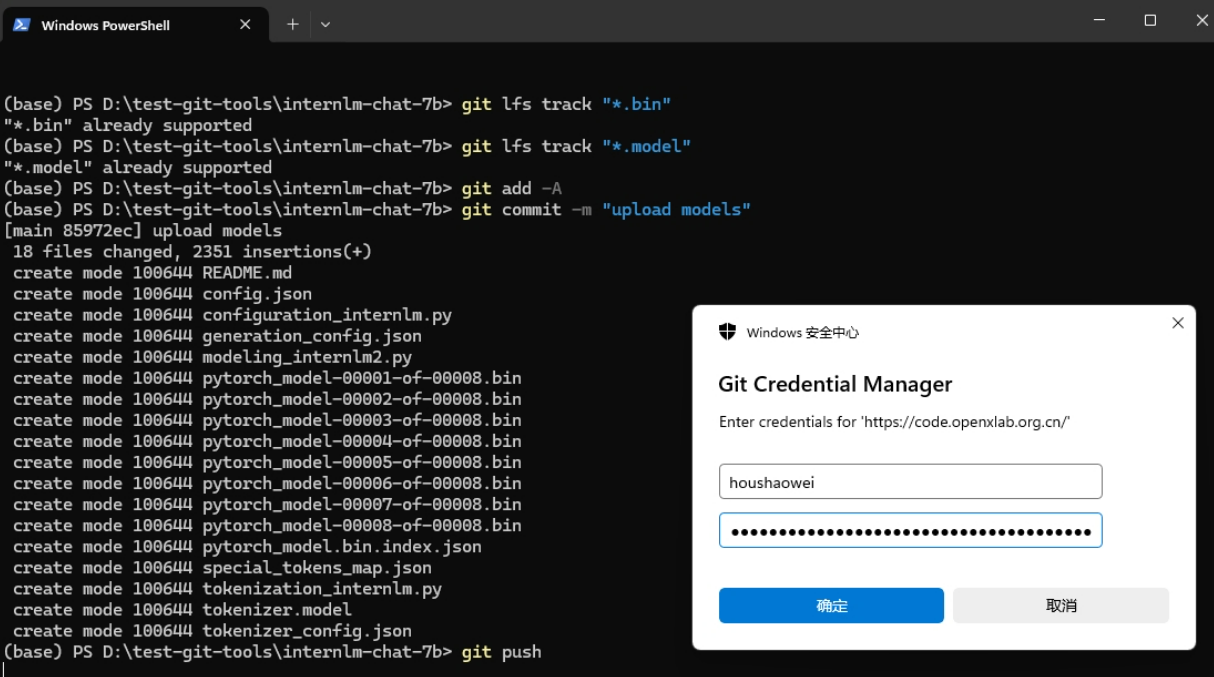 Windows PowerShell
(base) PS D:\test-git-tools\internlm-chat-7b> git lfs track "*.bin"
"*.bin" already supported
(base) PS D:\test-git-tools\internlm-chat-7b> git lfs track "*.model"
"*.model" already supported
(base) PS D:\test-git-tools\internlm-chat-7b> git add -A
(base) PS D:\test-git-tools\internlm-chat-7b> git commit -m "upload models"
[main 85972ec] upload models
18 files changed, 2351 insertions(+)
create mode 100644 README.md
create mode 100644 config.json
create mode 100644 configuration_internlm.py
create mode 100644 generation_config.json
create mode 100644 modeling_internlm2.py
create mode 100644 pytorch_model-00001-of-00008.bin
create mode 100644 pytorch_model-00002-of-00008.bin
create mode 100644 pytorch_model-00003-of-00008.bin
create mode 100644 pytorch_model-00004-of-00008.bin
create mode 100644 pytorch_model-00005-of-00008.bin
create mode 100644 pytorch_model-00006-of-00008.bin
create mode 100644 pytorch_model-00007-of-00008.bin
create mode 100644 pytorch_model-00008-of-00008.bin
create mode 100644 pytorch_model.bin.index.json
create mode 100644 special_tokens_map.json
create mode 100644 tokenization_internlm.py
create mode 100644 tokenizer.model
create mode 100644 tokenizer_config.json
(base) PS D:\test-git-tools\internlm-chat-7b> git push
Windows 安全中心
Git Credential Manager
Enter credentials for 'https://code.openxlab.org.cn/'
houshaowei
确定
取消